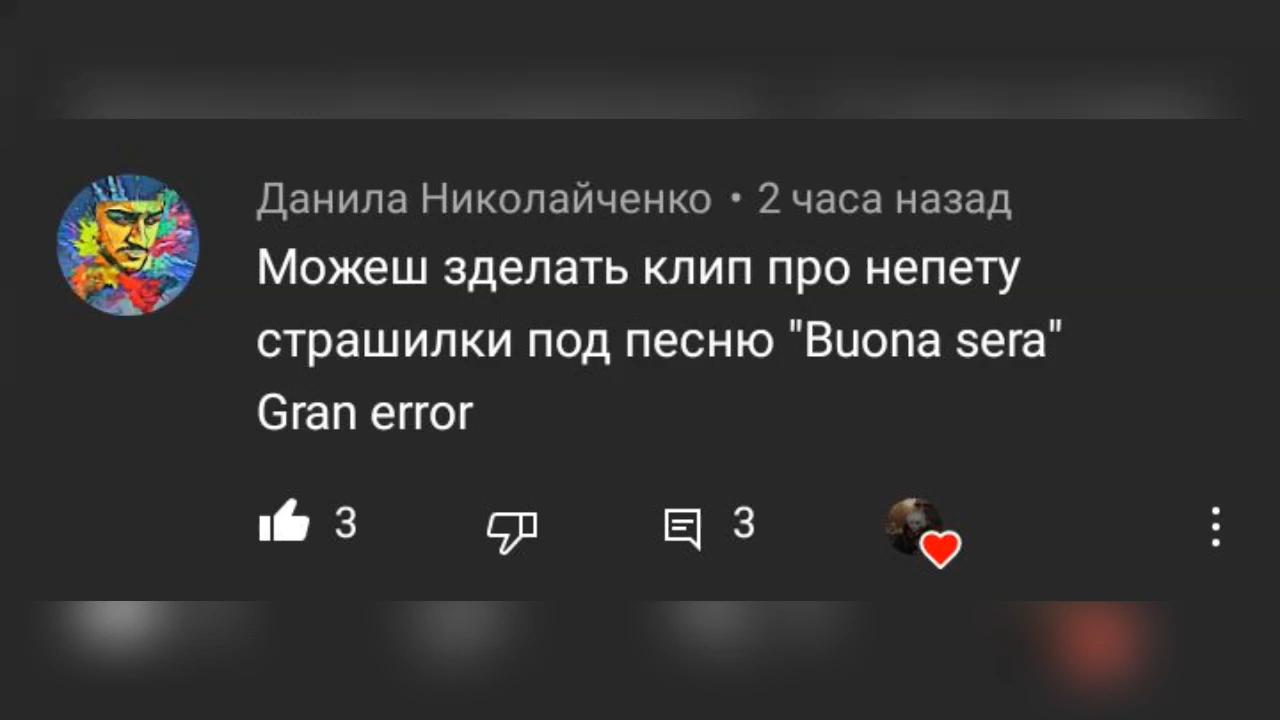 Данила Николайченко • 2 часа назад
Можеш зделать клип про непету
страшилки под песню "Buona sera"
Gran error
3 3